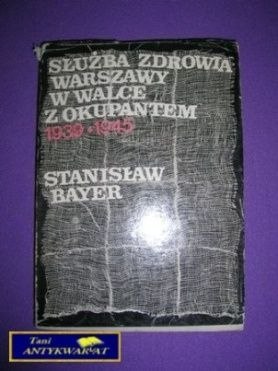 SŁUŻBA ZDROWIA
WARSZAWY
W WALCE
Z OKUPANTEM
1939-1945
STANISŁAW
BAYER
Tani
ANTYKWARIAT